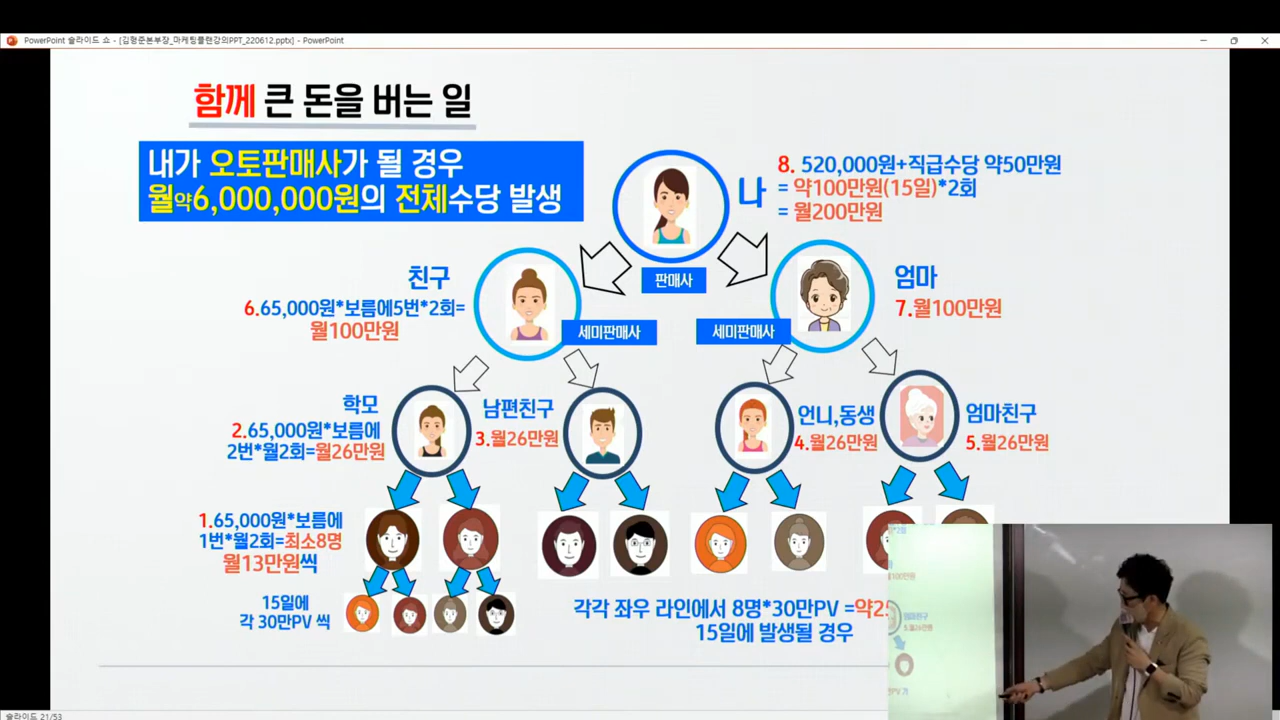 PowerPoint 슬라이드 쇼 - [김형준본부장_마케팅플랜강의PPT_220612.pptx] - PowerPoint
함께 큰 돈을 버는 일
내가 오토판매사가 될 경우
월약6,000,000원의 전체수당 발생
나
8. 520,000원+직급수당 약50만원
= 약100만원(15일)*2회
= 월200만원
판매사
친구
6.65,000원*보름에5번*2회=
월100만원
세미판매사
세미판매사
엄마
7.월100만원
학모
2.65,000원*보름에
2번*월2회=월26만원
남편친구
3.월26만원
언니,동생
4.월26만원
엄마친구
5.월26만원
1.65,000원*보름에
1번*월2회=최소8명
월13만원씩
15일에
각 30만PV 씩
각각 좌우 라인에서 8명*30만PV =약2
15일에 발생될 경우
엄마친구
5.월26만원
슬라이드 21/53